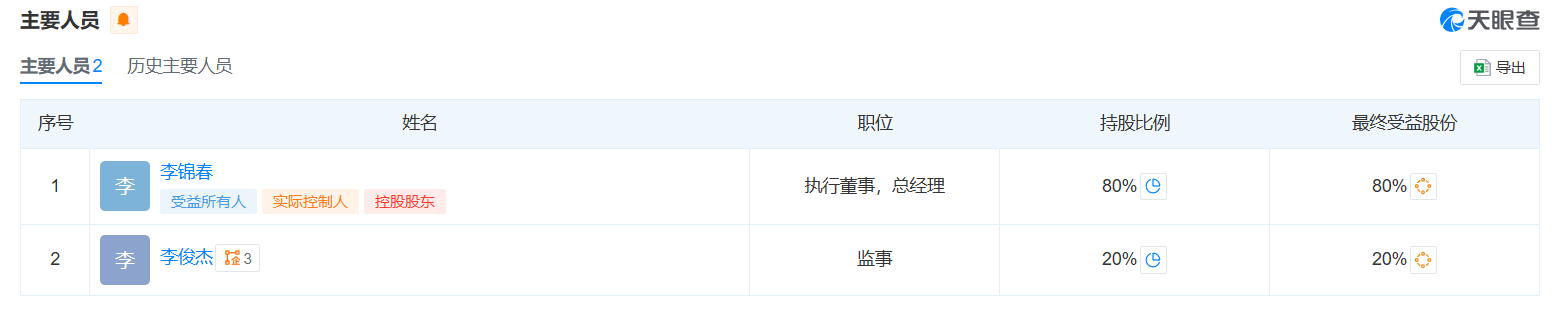 主要人员
天眼查
主要人员2 历史主要人员
导出
序号 姓名 职位 持股比例 最终受益股份
1 李 李锦春 执行董事，总经理 80% 80%
受益所有人 实际控制人 控股股东
2 李 李俊杰 企 3 监事 20% 20%